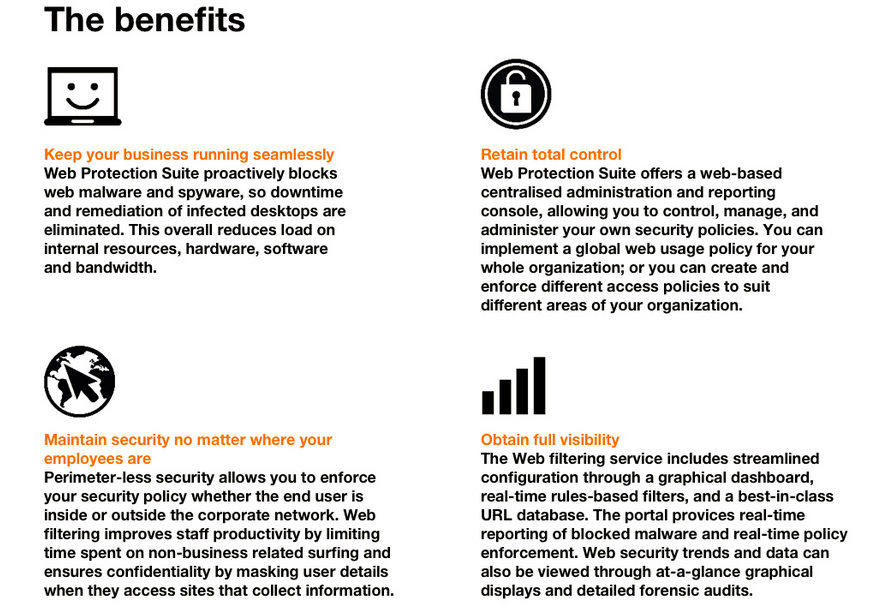 The benefits
Keep your business running seamlessly
Web Protection Suite proactively blocks
web malware and spyware, so downtime
and remediation of infected desktops are
eliminated. This overall reduces load on
internal resources, hardware, software
and bandwidth.
Retain total control
Web Protection Suite offers a web-based
centralised administration and reporting
console, allowing you to control, manage, and
administer your own security policies. You can
implement a global web usage policy for your
whole organization; or you can create and
enforce different access policies to suit
different areas of your organization.
Maintain security no matter where your
employees are
Perimeter-less security allows you to enforce
your security policy whether the end user is
inside or outside the corporate network. Web
filtering improves staff productivity by limiting
time spent on non-business related surfing and
ensures confidentiality by masking user details
when they access sites that collect information.
Obtain full visibility
The Web filtering service includes streamlined
configuration through a graphical dashboard,
real-time rules-based filters, and a best-in-class
URL database. The portal provices real-time
reporting of blocked malware and real-time policy
enforcement. Web security trends and data can
also be viewed through at-a-glance graphical
displays and detailed forensic audits.